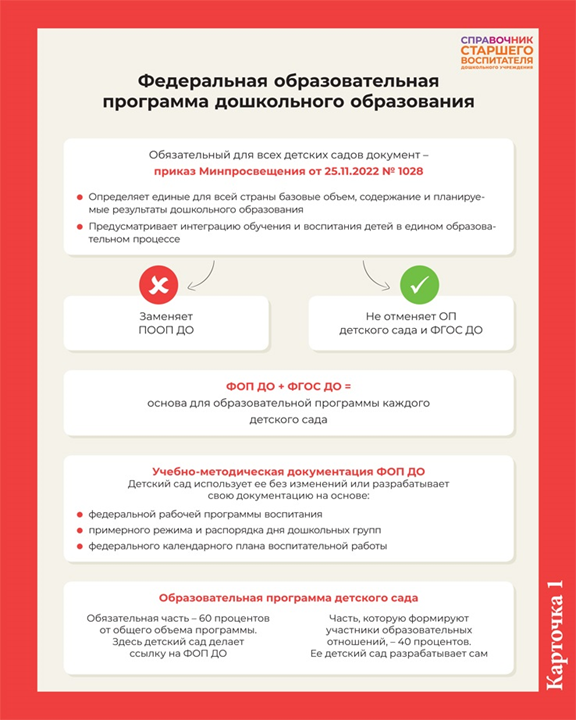 СПРАВОЧНИК
СТАРШЕГО
ВОСПИТАТЕЛЯ
ДОШКОЛЬНОГО УЧРЕЖДЕНИЯ
Федеральная образовательная
программа дошкольного образования
Обязательный для всех детских садов документ –
приказ Минпросвещения от 25.11.2022 № 1028
Определяет единые для всей страны базовые объем, содержание и планируе-
мые результаты дошкольного образования
Предусматривает интеграцию обучения и воспитания детей в едином образова-
тельном процессе
Заменяет
ПООП ДО
Не отменяет ОП
детского сада и ФГОС ДО
ФОП ДО + ФГОС ДО =
основа для образовательной программы каждого
детского сада
Учебно-методическая документация ФОП ДО
Детский сад использует ее без изменений или разрабатывает
свою документацию на основе:
федеральной рабочей программы воспитания
примерного режима и распорядка дня дошкольных групп
федерального календарного плана воспитательной работы
Образовательная программа детского сада
Обязательная часть – 60 процентов
от общего объема программы.
Здесь детский сад делает
ссылку на ФОП ДО
Часть, которую формируют
участники образовательных
отношений, – 40 процентов.
Ее детский сад разрабатывает сам
Карточка 1